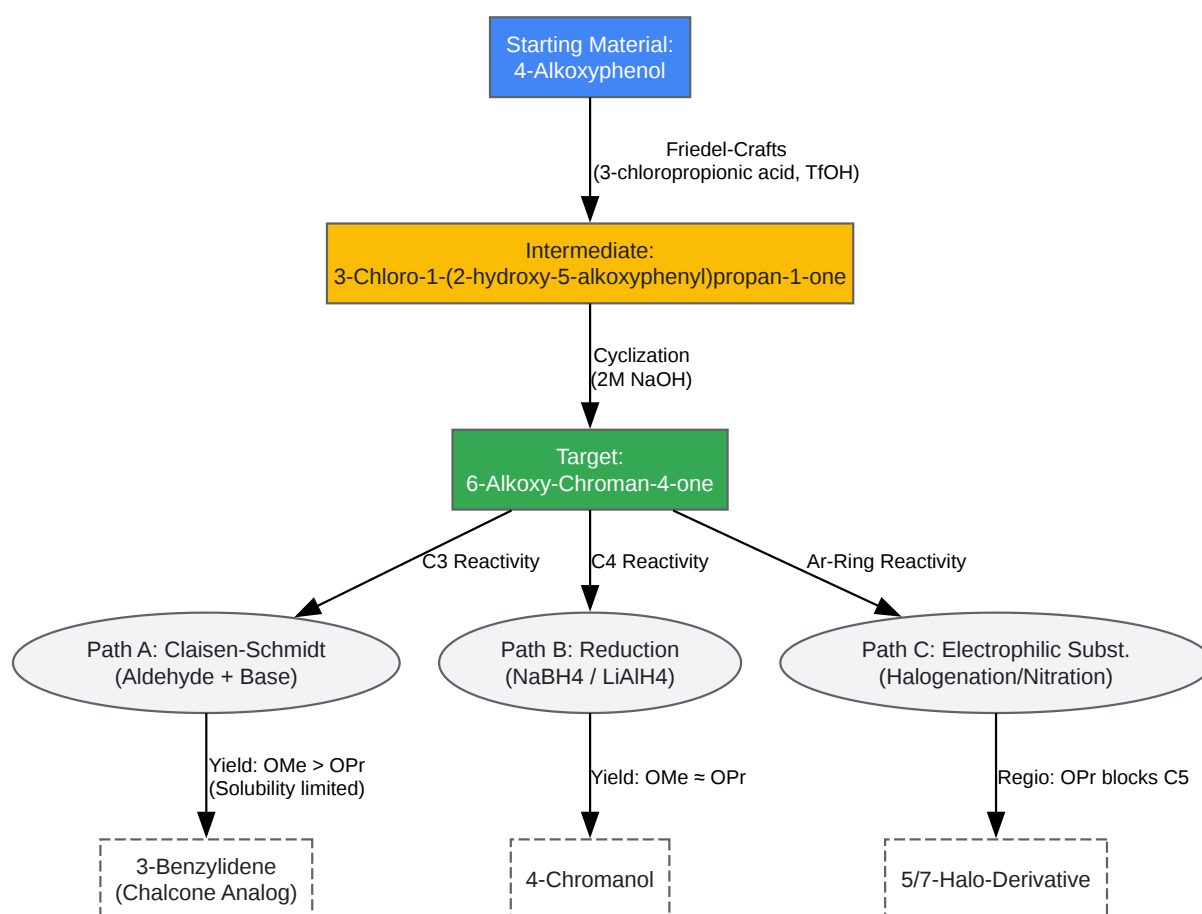 Starting Material:
4-Alkoxyphenol
Friedel-Crafts
(3-chloropropionic acid, TfOH)
Intermediate:
3-Chloro-1-(2-hydroxy-5-alkoxyphenyl)propan-1-one
Cyclization
(2M NaOH)
Target:
6-Alkoxy-Chroman-4-one
C3 Reactivity
C4 Reactivity
Ar-Ring Reactivity
Path A: Claisen-Schmidt
(Aldehyde + Base)
Path B: Reduction
(NaBH4 / LiAlH4)
Path C: Electrophilic Subst.
(Halogenation/Nitration)
Yield: OMe > OPr
(Solubility limited)
Yield: OMe ≈ OPr
Regio: OPr blocks C5
3-Benzylidene
(Chalcone Analog)
4-Chromanol
5/7-Halo-Derivative